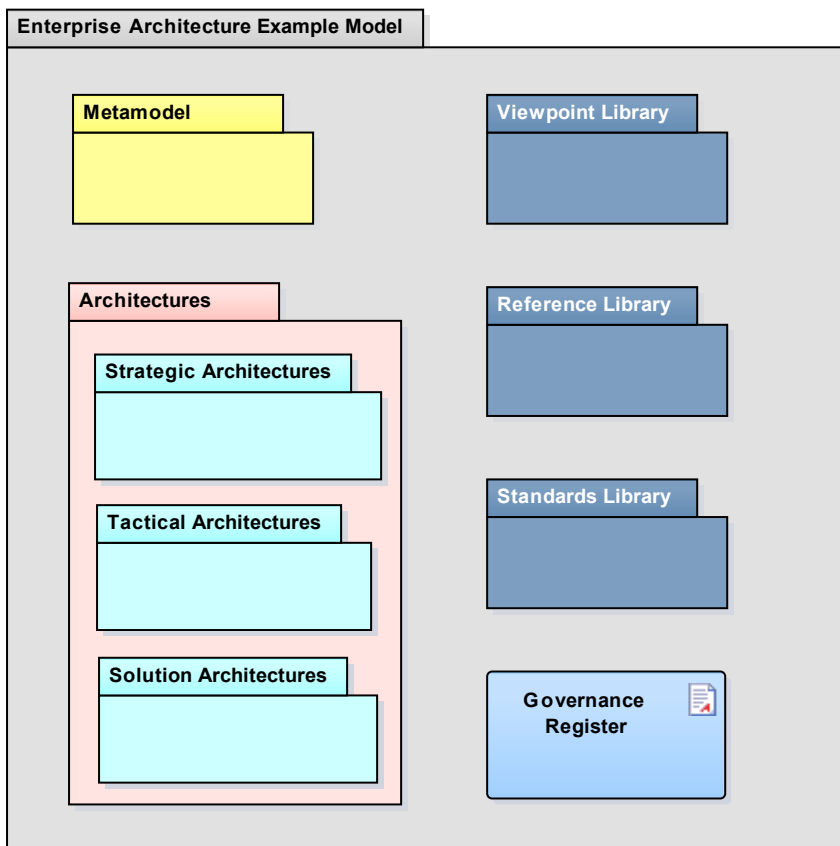 Enterprise Architecture Example Model
Metamodel
Viewpoint Library
Architectures
Reference Library
Strategic Architectures
Tactical Architectures
Standards Library
Solution Architectures
Governance
Register